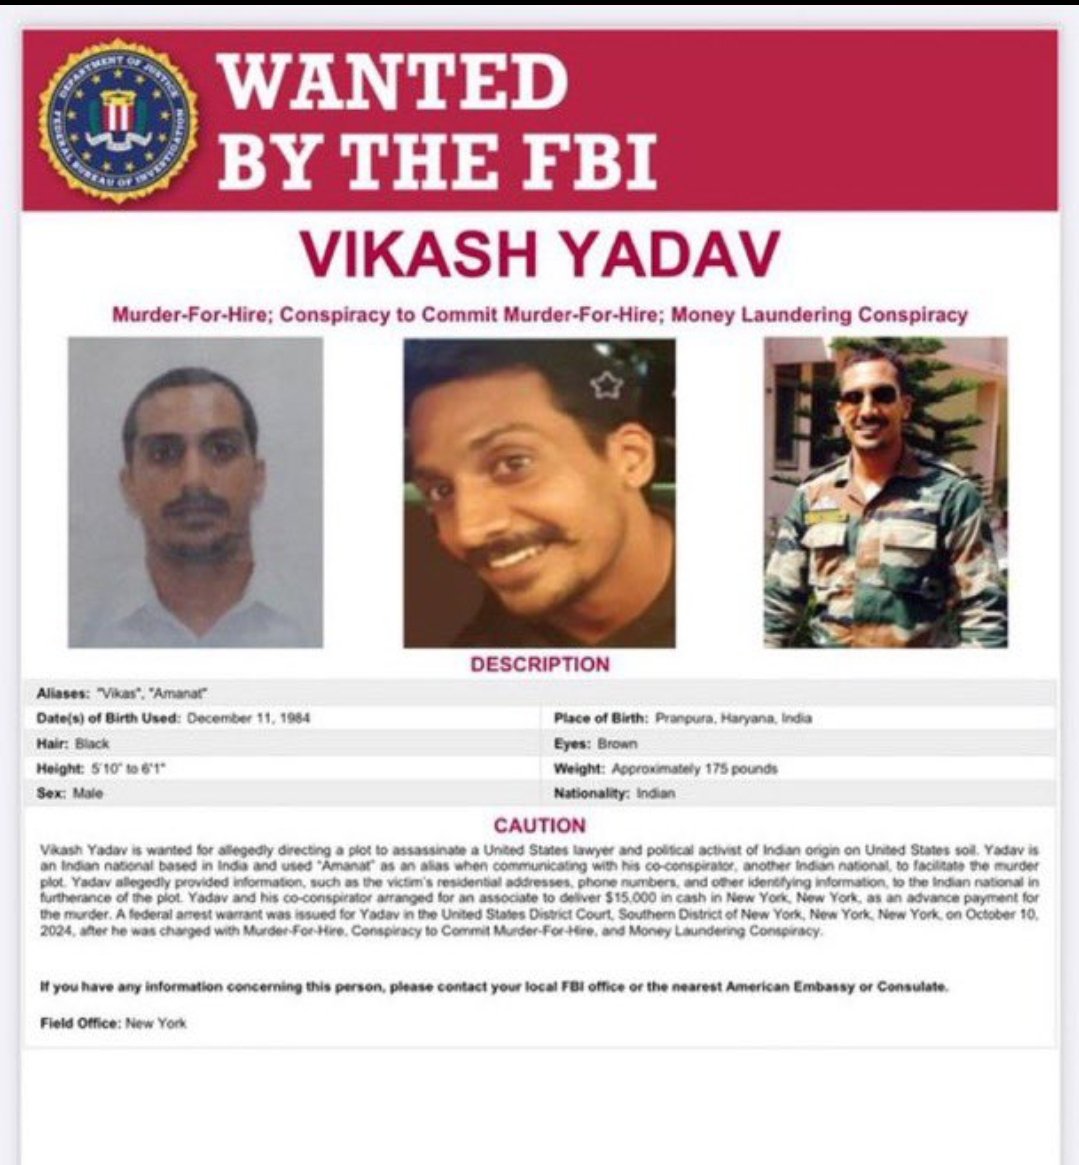 DEPARTMENT OF JUSTICE
FEDERAL BUREAU OF INVESTIGATION
WANTED
BY THE FBI
VIKASH YADAV
Murder-For-Hire; Conspiracy to Commit Murder-For-Hire; Money Laundering Conspiracy
DESCRIPTION
Aliases: "Vikas", "Amanat"
Date(s) of Birth Used: December 11, 1984
Place of Birth: Pranpura, Haryana, India
Hair: Black
Eyes: Brown
Height: 5'10" to 6'1"
Weight: Approximately 175 pounds
Sex: Male
Nationality: Indian
CAUTION
Vikash Yadav is wanted for allegedly directing a plot to assassinate a United States lawyer and political activist of Indian origin on United States soil. Yadav is
an Indian national based in India and used "Amanat" as an alias when communicating with his co-conspirator, another Indian national, to facilitate the murder
plot. Yadav allegedly provided information, such as the victim's residential addresses, phone numbers, and other identifying information, to the Indian national in
furtherance of the plot. Yadav and his co-conspirator arranged for an associate to deliver $15,000 in cash in New York, New York, as an advance payment for
the murder. A federal arrest warrant was issued for Yadav in the United States District Court, Southern District of New York, New York, New York, on October 10,
2024, after he was charged with Murder-For-Hire, Conspiracy to Commit Murder-For-Hire, and Money Laundering Conspiracy.
If you have any information concerning this person, please contact your local FBI office or the nearest American Embassy or Consulate.
Field Office: New York